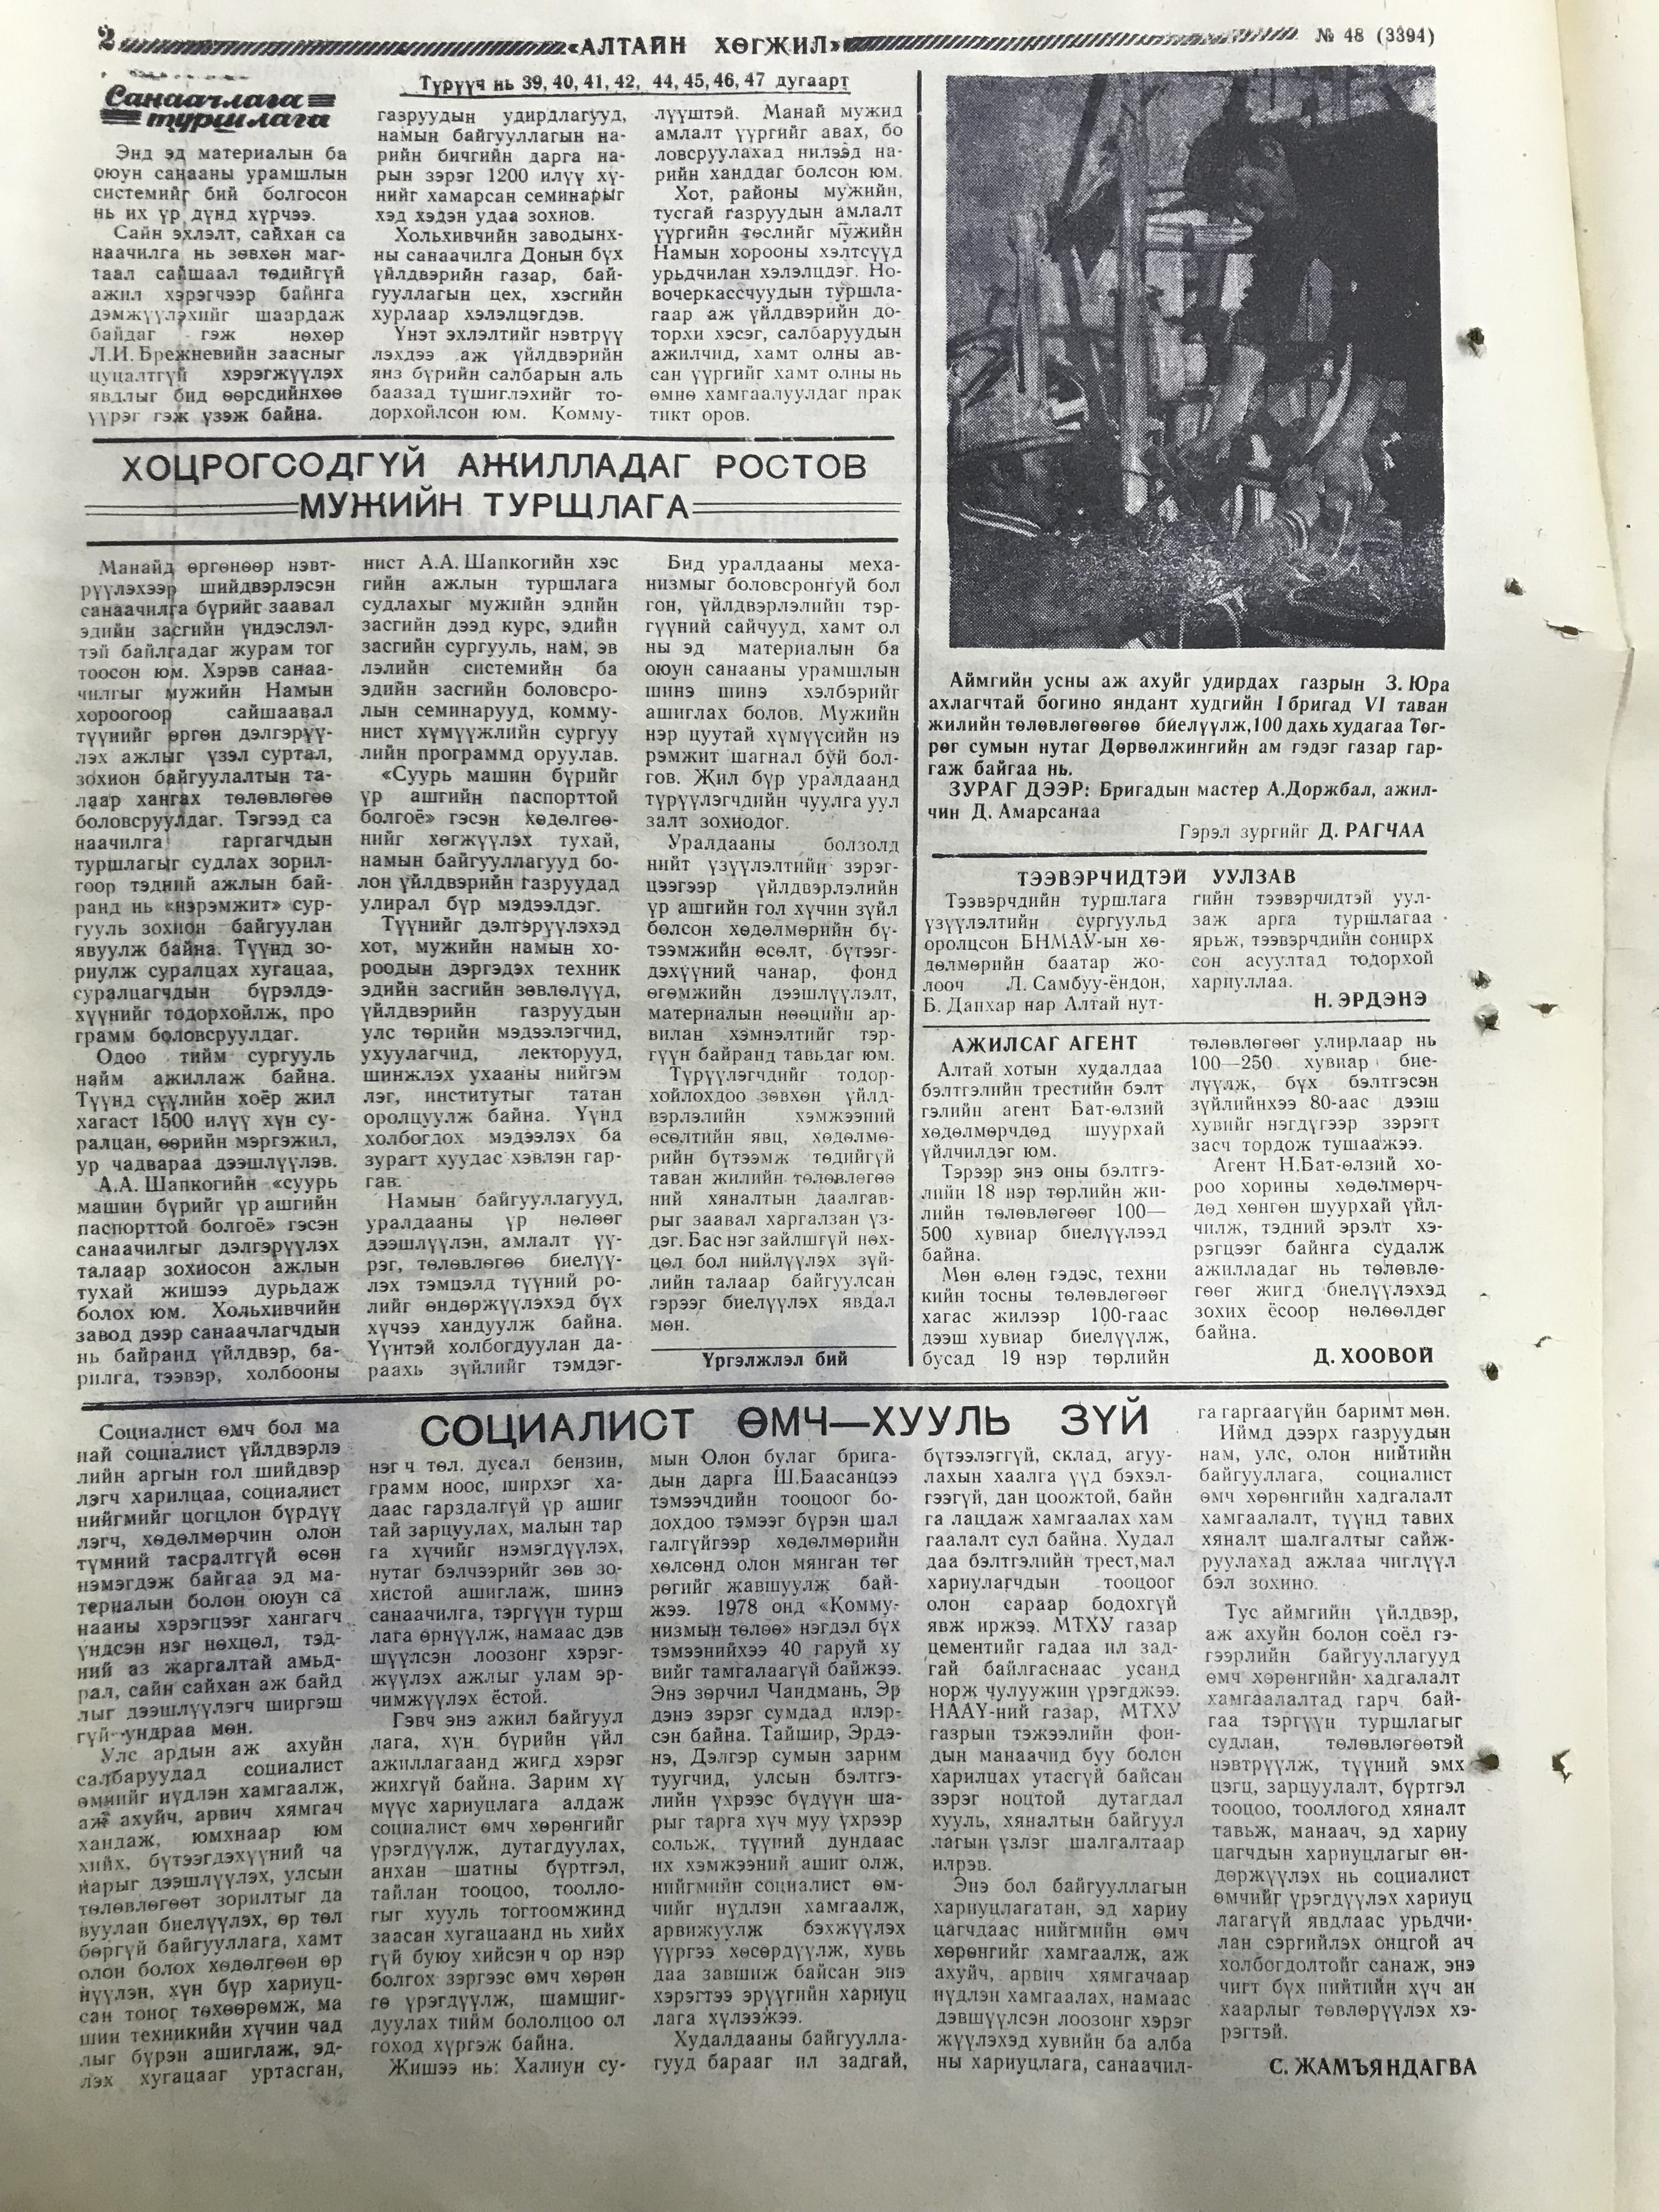 2 «АЛТАЙН ХӨГЖИЛ» № 48 (3394)
Санаачлага
туршлага
Түрүүч нь 39, 40, 41, 42, 44, 45, 46, 47 дугаарт
Энд эд материалын ба
оюун санааны урамшлын
системийг бий болгосон
нь их үр дүнд хүрчээ.
Сайн эхлэлт, сайхан са
наачилга нь зөвхөн маг-
таал сайшаал төдийгүй
ажил хэрэгчээр байнга
дэмжүүлэхийг шаардаж
байдаг гэж нөхөр
Л.И. Брежневийн заасныг
цуцалтгүй хэрэгжүүлэх
явдлыг бид өөрсдийнхөө
үүрэг гэж үзэж байна.
газруудын удирдлагууд,
намын байгууллагын на-
рийн бичгийн дарга на-
рын зэрэг 1200 илүү хү-
нийг хамарсан семинарыг
хэд хэдэн удаа зохиов.
Хольхивчийн заводынх-
ны санаачилга Доны бүх
үйлдвэрийн газар, бай-
гууллагын цех, хэсгийн
хурлаар хэлэлцэгдэв.
Үнэт эхлэлтийг нэвтрүү
лэхдээ аж үйлдвэрийн
янз бүрийн салбарын аль
баазад түшиглэхийг то-
дорхойлсон юм. Комму-
лүүштэй. Манай мужид
амлалт үүргийг авах, бо
ловсруулахад нилээд на-
рийн ханддаг болсон юм.
Хот, районы мужийн,
тусгай газруудын амлалт
үүргийн төслийг мужийн
Намын хорооны хэлтсүүд
урьдчилан хэлэлцдэг. Но-
вочеркассчуудын туршла-
гаар аж үйлдвэрийн до-
торхи хэсэг, салбаруудын
ажилчид, хамт олны ав-
сан үүргийг хамт олны нь
өмнө хамгаалуулдаг прак
тикт оров.
ХОЦРОГСОДГҮЙ АЖИЛЛАДАГ РОСТОВ
МУЖИЙН ТУРШЛАГА
Манайд өргөнөөр нэвт-
рүүлэхээр шийдвэрлэсэн
санаачилга бүрийг заавал
эдийн засгийн үндэслэл-
тэй байлгадаг журам тог
тоосон юм. Хэрэв санаа-
чилгыг мужийн Намын
хороогоор сайшаавал
түүнийг өргөн дэлгэрүү-
лэх ажлыг үзэл суртал,
зохион байгуулалтын та-
лаар хангах төлөвлөгөө
боловсруулдаг. Тэгээд са
наачилга гаргагчдын
туршлагыг судлах зорил-
гоор тэдний ажлын бай-
ранд нь «нэрэмжит» сур-
гууль зохион байгуулан
явуулж байна. Түүнд зо-
риулж суралцах хугацаа,
суралцагчдын бүрэлдэ-
хүүнийг тодорхойлж, про
грамм боловсруулдаг.
Одоо тийм сургууль
найм ажиллаж байна.
Түүнд сүүлийн хоёр жил
хагаст 1500 илүү хүн су-
ралцан, өөрийн мэргэжил,
ур чадвараа дээшлүүлэв.
А.А. Шапкогийн «суурь
машин бүрийг үр ашгийн
паспорттой болгоё» гэсэн
санаачилгыг дэлгэрүүлэх
талаар зохиосон ажлын
тухай жишээ дурьдаж
болох юм. Хольхивчийн
завод дээр санаачлагчдын
нь байранд үйлдвэр, ба-
рилга, тээвэр, холбооны
нист А.А. Шапкогийн хэс
гийн ажлын туршлага
судлахыг мужийн эдийн
засгийн дээд курс, эдийн
засгийн сургууль, нам, эв
лэлийн системийн ба
эдийн засгийн боловсро-
лын семинарууд, комму-
нист хүмүүжлийн сургуу
лийн программд оруулав.
«Суурь машин бүрийг
үр ашгийн паспорттой
болгоё» гэсэн хөдөлгөө-
нийг хөгжүүлэх тухай,
намын байгууллагууд бо-
лон үйлдвэрийн газруудад
улирал бүр мэдээлдэг.
Түүнийг дэлгэрүүлэхэд
хот, мужийн намын хо-
роодын дэргэдэх техник
эдийн засгийн зөвлөлүүд,
үйлдвэрийн газруудын
улс төрийн мэдээлэгчид,
ухуулагчид, лекторууд,
шинжлэх ухааны нийгэм
лэг, институтыг татан
оролцуулж байна. Үүнд
холбогдох мэдээлэх ба
зурагт хуудас хэвлэн гар-
гав.
Намын байгууллагууд,
уралдааны үр нөлөөг
дээшлүүлэн, амлалт үү-
рэг, төлөвлөгөө биелүү-
лэх тэмцэлд түүний ро-
лийг өндөржүүлэхэд бүх
хүчээ хандуулж байна.
Үүнтэй холбогдуулан да-
раахь зүйлийг тэмдэг-
Бид уралдааны меха-
низмыг боловсронгуй бол
гон, үйлдвэрлэлийн тэр-
гүүний сайчууд, хамт ол
ны эд материалын ба
оюун санааны урамшлын
шинэ шинэ хэлбэрийг
ашиглах болов. Мужийн
нэр цуутай хүмүүсийн нэ
рэмжит шагнал буй бол-
гов. Жил бүр уралдаанд
түрүүлэгчдийн чуулга уул
залт зохиодог.
Уралдааны болзолд
нийт үзүүлэлтийн зэрэг-
цээгээр үйлдвэрлэлийн
үр ашгийн гол хүчин зүйл
болсон хөдөлмөрийн бү-
тээмжийн өсөлт, бүтээг-
дэхүүний чанар, фонд
өгөмжийн дээшлүүлэлт,
материалын нөөцийн ар-
вилан хэмнэлтийг тэр-
гүүн байранд тавьдаг юм.
Түрүүлэгчдийг тодор-
хойлохдоо зөвхөн үйлд-
вэрлэлийн хэмжээний
өсөлтийн явц, хөдөлмө-
рийн бүтээмж төдийгүй
таван жилийн төлөвлөгөө
ний хяналтын даалгав-
рыг заавал харгалзан үз-
дэг. Бас нэг зайлшгүй нөх-
цөл бол нийлүүлэх зүй-
лийн талаар байгуулсан
гэрээг биелүүлэх явдал
мөн.
Үргэлжлэл бий
Аймгийн усны аж ахуйг удирдах газрын З. Юра
ахлагчтай богино яндант худгийн I бригад VI таван
жилийн төлөвлөгөөгөө биелүүлж, 100 дахь худагаа Төг-
рөг сумын нутаг Дөрвөлжингийн ам гэдэг газар гар-
гаж байгаа нь.
ЗУРАГ ДЭЭР: Бригадын мастер А.Доржбал, ажил-
чин Д. Амарсанаа
Гэрэл зургийг Д. РАГЧАА
ТЭЭВЭРЧИДТЭЙ УУЛЗАВ
Тээвэрчдийн туршлага
үзүүлэлтийн сургуульд
оролцсон БНМАУ-ын хө-
дөлмөрийн баатар жо-
лооч Л. Самбуу-ёндон,
Б. Данхар нар Алтай нут-
гийн тээвэрчидтэй уул-
заж арга туршлагаа
ярьж, тээвэрчдийн сонирх
сон асуултад тодорхой
хариуллаа.
Н. ЭРДЭНЭ
АЖИЛСАГ АГЕНТ
Алтай хотын худалдаа
бэлтгэлийн трестийн бэлт
гэлийн агент Бат-өлзий
хөдөлмөрчдөд шуурхай
үйлчилдэг юм.
Тэрээр энэ оны бэлтгэ-
лийн 18 нэр төрлийн жи-
лийн төлөвлөгөөг 100—
500 хувиар биелүүлээд
байна.
Мөн өлөн гэдэс, техни
кийн тосны төлөвлөгөөг
хагас жилээр 100-гаас
дээш хувиар биелүүлж,
бусад 19 нэр төрлийн
төлөвлөгөөг улирлаар нь
100—250 хувиар бие-
лүүлж, бүх бэлтгэсэн
зүйлийнхээ 80-аас дээш
хувийг нэгдүгээр зэрэгт
засч тордож тушаажээ.
Агент Н.Бат-өлзий хо-
роо хорины хөдөлмөрч-
дөд хөнгөн шуурхай үйл-
чилж, тэдний эрэлт хэ-
рэгцээг байнга судалж
ажилладаг нь төлөвлө-
гөөг жигд биелүүлэхэд
зохих ёсоор нөлөөлдөг
байна.
Д. ХООВОЙ
СОЦИАЛИСТ ӨМЧ—ХУУЛЬ ЗҮЙ
Социалист өмч бол ма
най социалист үйлдвэрлэ
лийн аргын гол шийдвэр
лэгч харилцаа, социалист
нийгмийг цогцлон бүрдүү
лэгч, хөдөлмөрчин олон
түмний тасралтгүй өсөн
нэмэгдэж байгаа эд ма-
териалын болон оюун са
нааны хэрэгцээг хангагч
үндсэн нэг нөхцөл, тэд-
ний аз жаргалтай амьд-
рал, сайн сайхан аж байд
лыг дээшлүүлэгч ширгэш
гүй ундраа мөн.
Улс ардын аж ахуйн
салбаруудад социалист
өмчийг нүдлэн хамгаалж,
аж ахуйч, арвич хямгач
хандаж, юмхнаар юм
хийх, бүтээгдэхүүний ча
нарыг дээшлүүлэх, улсын
төлөвлөгөөт зорилтыг да
вуулан биелүүлэх, өр төл
бөргүй байгууллага, хамт
олон болох хөдөлгөөн өр
нүүлэн, хүн бүр хариуц-
сан тоног төхөөрөмж, ма
шин техникийн хүчин чад
лыг бүрэн ашиглаж, эд-
лэх хугацааг уртасган,
нэг ч төл, дусал бензин,
грамм ноос, ширхэг ха-
даас гарздалгүй үр ашиг
тай зарцуулах, малын тар
га хүчийг нэмэгдүүлэх,
нутаг бэлчээрийг зөв зо-
хистой ашиглаж, шинэ
санаачилга, тэргүүн турш
лага өрнүүлж, намаас дэв
шүүлсэн лоозонг хэрэг-
жүүлэх ажлыг улам эр-
чимжүүлэх ёстой.
Гэвч энэ ажил байгуул
лага, хүн бүрийн үйл
ажиллагаанд жигд хэрэг
жихгүй байна. Зарим хү
мүүс хариуцлага алдаж
социалист өмч хөрөнгийг
үрэгдүүлж, дутагдуулах,
анхан шатны бүртгэл,
тайлан тооцоо, тоолло-
гыг хууль тогтоомжинд
заасан хугацаанд нь хийх
гүй буюу хийсэн ч ор нэр
болгох зэргээс өмч хөрөн
гө үрэгдүүлж, шамшиг-
дуулах тийм бололцоо ол
гоход хүргэж байна.
Жишээ нь: Халиун су-
мын Олон булаг брига-
дын дарга Ш.Баасанцээ
тэмээчдийн тооцоог бо-
додохдоо тэмээг бүрэн шал
галгүйгээр хөдөлмөрийн
хөлсөнд олон мянган төг
рөгийг жавшуулж бай-
жээ. 1978 онд «Комму-
низмын төлөө» нэгдэл бүх
тэмээнийхээ 40 гаруй ху
вийг тамгалаагүй байжээ.
Энэ зөрчил Чандмань, Эр
дэнэ зэрэг сумдад илэр-
сэн байна. Тайшир, Эрдэ-
нэ, Дэлгэр сумын зарим
туугчид, улсын бэлтгэ-
лийн үхрээс бүдүүн ша-
рыг тарга хүч муу үхрээр
сольж, түүний дундаас
их хэмжээний ашиг олж,
нийгмийн социалист өм-
чийг нүдлэн хамгаалж,
арвижуулж бэхжүүлэх
үүргээ хөсөрдүүлж, хувь
даа завшиж байсан энэ
хэрэгтээ эрүүгийн хариуц
лага хүлээжээ.
Худалдааны байгуулла-
гууд барааг ил задгай,
бүтээлэггүй, склад, агуу-
лахын хаалга үүд бэхэл-
гээгүй, дан цоожтой, байн
га лацдаж хамгаалах хам
гаалалт сул байна. Худал
даа бэлтгэлийн трест,мал
хариулагчдын тооцоог
олон сараар бодохгүй
явж иржээ. МТХУ газар
цементийг гадаа ил зад-
гай байлгаснаас усанд
норж чулуужин үрэгджээ.
НААҮ-ний газар, МТХУ
газрын тэжээлийн фон-
дын манаачид буу болон
харилцах утасгүй байсан
зэрэг ноцтой дутагдал
хууль, хяналтын байгуул
лагын үзлэг шалгалтаар
илрэв.
Энэ бол байгууллагын
хариуцлагатан, эд хариу
цагчдаас нийгмийн өмч
хөрөнгийг хамгаалж, аж
ахуйч, арвич хямгачаар
нүдлэн хамгаалах, намаас
дэвшүүлсэн лоозонг хэрэг
жүүлэхэд хувийн ба алба
ны хариуцлага, санаачил-
га гаргаагүйн баримт мөн.
Иймд дээрх газруудын
нам, улс, олон нийтийн
байгууллага, социалист
өмч хөрөнгийн хадгалалт
хамгаалалт, түүнд тавих
хяналт шалгалтыг сайж-
руулахад ажлаа чиглүүл
бэл зохино.
Тус аймгийн үйлдвэр,
аж ахуйн болон соёл гэ-
гээрлийн байгууллагууд
өмч хөрөнгийн хадгалалт
хамгаалалтад гарч бай-
гаа тэргүүн туршлагыг
судлан, төлөвлөгөөтэй
нэвтрүүлж, түүний эмх
цэгц, зарцуулалт, бүртгэл
тооцоо, тооллогод хяналт
тавьж, манаач, эд хариу
цагчдын хариуцлагыг өн-
дөржүүлэх нь социалист
өмчийг үрэгдүүлэх хариуц
лагагүй явдлаас урьдчи-
лан сэргийлэх онцгой ач
холбогдолтойг санаж, энэ
чигт бүх нийтийн хүч ан
хаарлыг төвлөрүүлэх хэ-
рэгтэй.
С. ЖАМЪЯНДАГВА